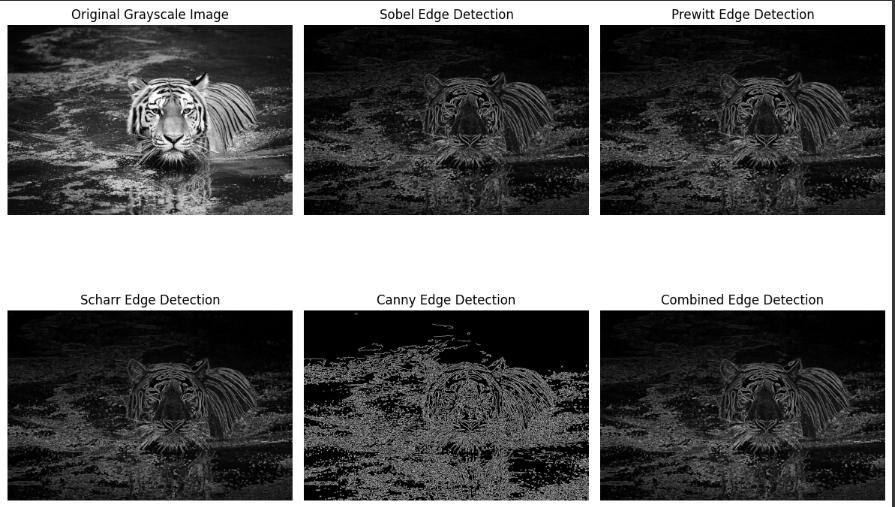 Original Grayscale Image
Sobel Edge Detection
Prewitt Edge Detection
Scharr Edge Detection
Canny Edge Detection
Combined Edge Detection